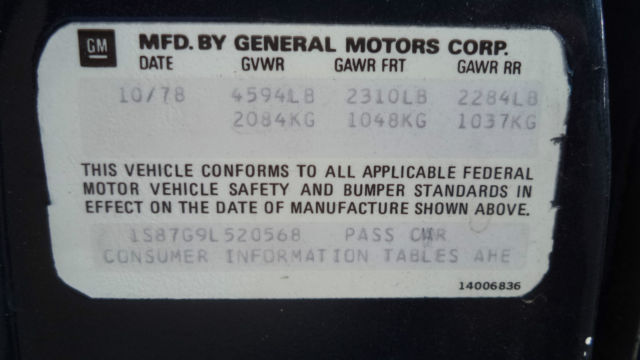 GM MFD. BY GENERAL MOTORS CORP.
DATE GVWR GAWR FRT GAWR RR
10/78 4594LB 2310LB 2284LB
2084KG 1048KG 1037KG
THIS VEHICLE CONFORMS TO ALL APPLICABLE FEDERAL
MOTOR VEHICLE SAFETY AND BUMPER STANDARDS IN
EFFECT ON THE DATE OF MANUFACTURE SHOWN ABOVE.
1S87G9L520568 PASS CAR
CONSUMER INFORMATION TABLES AHE
14006836